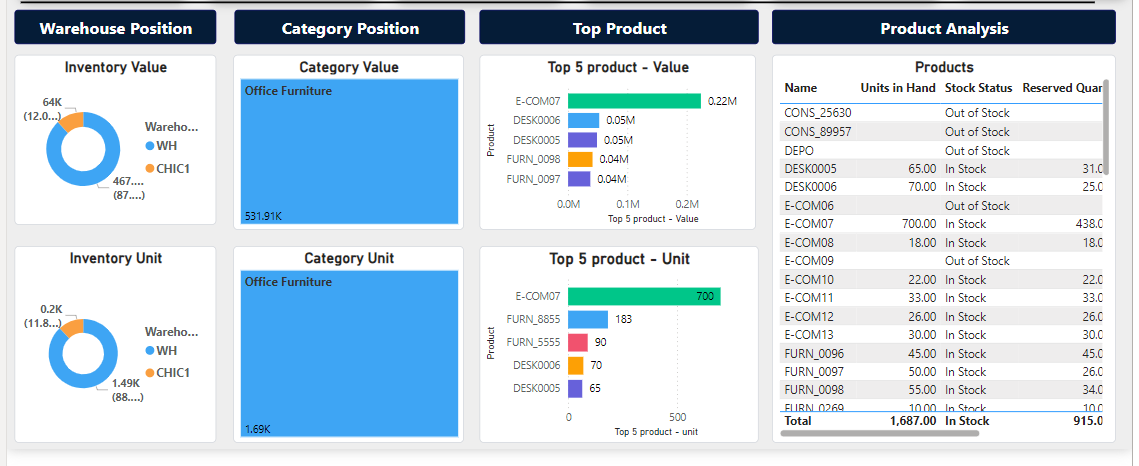 Warehouse Position
Category Position
Top Product
Product Analysis
Inventory Value
64K
(12.0...)
Wareho...
WH
CHIC1
467....
(87....)
Category Value
Office Furniture
531.91K
Top 5 product - Value
Product
E-COM07 0.22M
DESK0006 0.05M
DESK0005 0.05M
FURN_0098 0.04M
FURN_0097 0.04M
0.0M 0.1M 0.2M
Top 5 product - Value
Inventory Unit
0.2K
(11.8...)
Wareho...
WH
CHIC1
1.49K
(88....)
Category Unit
Office Furniture
1.69K
Top 5 product - Unit
Product
E-COM07 700
FURN_8855 183
FURN_5555 90
DESK0006 70
DESK0005 65
0 500
Top 5 product - unit
Products
Name Units in Hand Stock Status Reserved Quar
CONS_25630 Out of Stock
CONS_89957 Out of Stock
DEPO Out of Stock
DESK0005 65.00 In Stock 31.0
DESK0006 70.00 In Stock 25.0
E-COM06 Out of Stock
E-COM07 700.00 In Stock 438.0
E-COM08 18.00 In Stock 18.0
E-COM09 Out of Stock
E-COM10 22.00 In Stock 22.0
E-COM11 33.00 In Stock 33.0
E-COM12 26.00 In Stock 26.0
E-COM13 30.00 In Stock 30.0
FURN_0096 45.00 In Stock 45.0
FURN_0097 50.00 In Stock 26.0
FURN_0098 55.00 In Stock 34.0
FURN_0269 10.00 In Stock 10.0
Total 1,687.00 In Stock 915.0